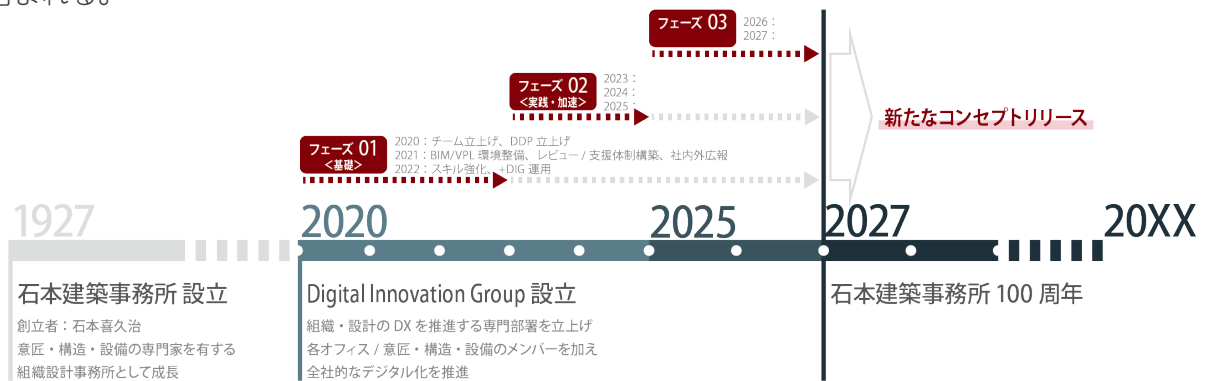 フェーズ 03
2026：
2027：
フェーズ 02
<実践・加速>
2023：
2024：
2025：
新たなコンセプトリリース
フェーズ 01
<基礎>
2020：チーム立上げ、DDP 立上げ
2021：BIM/VPL 環境整備、レビュー / 支援体制構築、社内外広報
2022：スキル強化、+DIG 運用
1927
2020
2025
2027
20XX
石本建築事務所 設立
創立者：石本喜久治
意匠・構造・設備の専門家を有する
組織設計事務所として成長
Digital Innovation Group 設立
組織・設計の DX を推進する専門部署を立上げ
各オフィス / 意匠・構造・設備のメンバーを加え
全社的なデジタル化を推進
石本建築事務所 100 周年